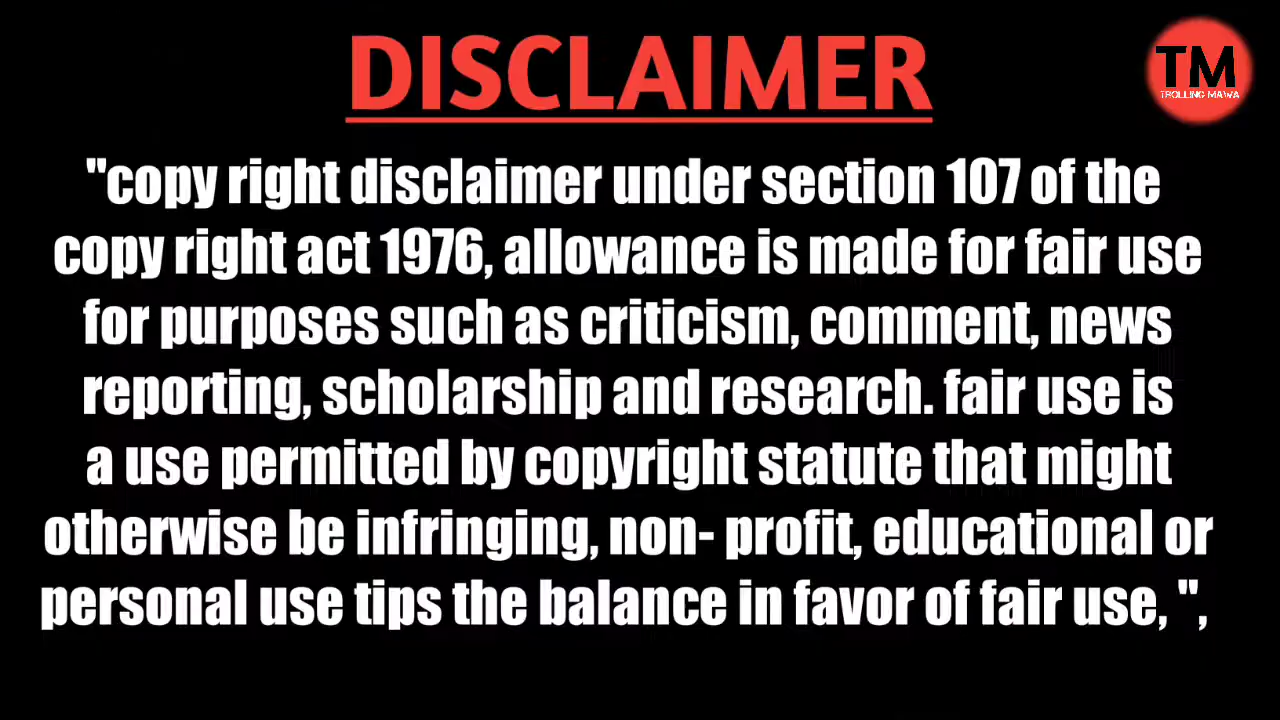 DISCLAIMER
TM
TROLLING MAWA
"copy right disclaimer under section 107 of the
copy right act 1976, allowance is made for fair use
for purposes such as criticism, comment, news
reporting, scholarship and research. fair use is
a use permitted by copyright statute that might
otherwise be infringing, non- profit, educational or
personal use tips the balance in favor of fair use, ",